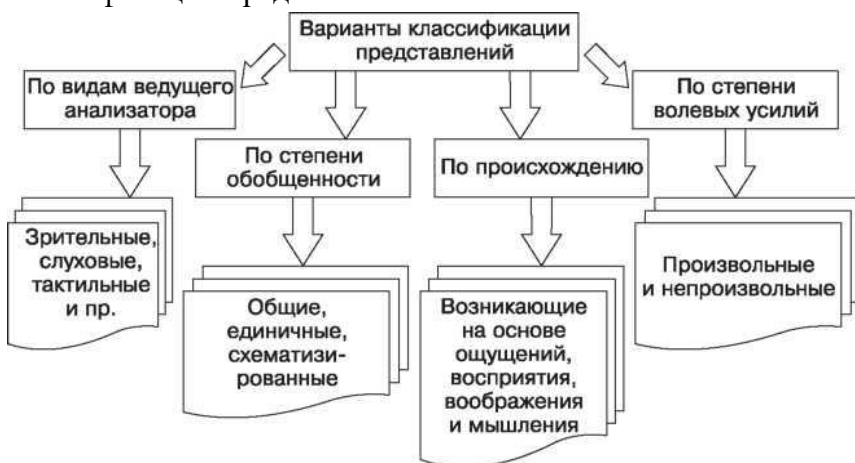 Варианты классификации
представлений
По видам ведущего
анализатора
По степени
волевых усилий
По степени
обобщенности
По происхождению
Зрительные,
слуховые,
тактильные
и пр.
Общие,
единичные,
схематизи-
рованные
Возникающие
на основе
ощущений,
восприятия,
воображения
и мышления
Произвольные
и непроизвольные